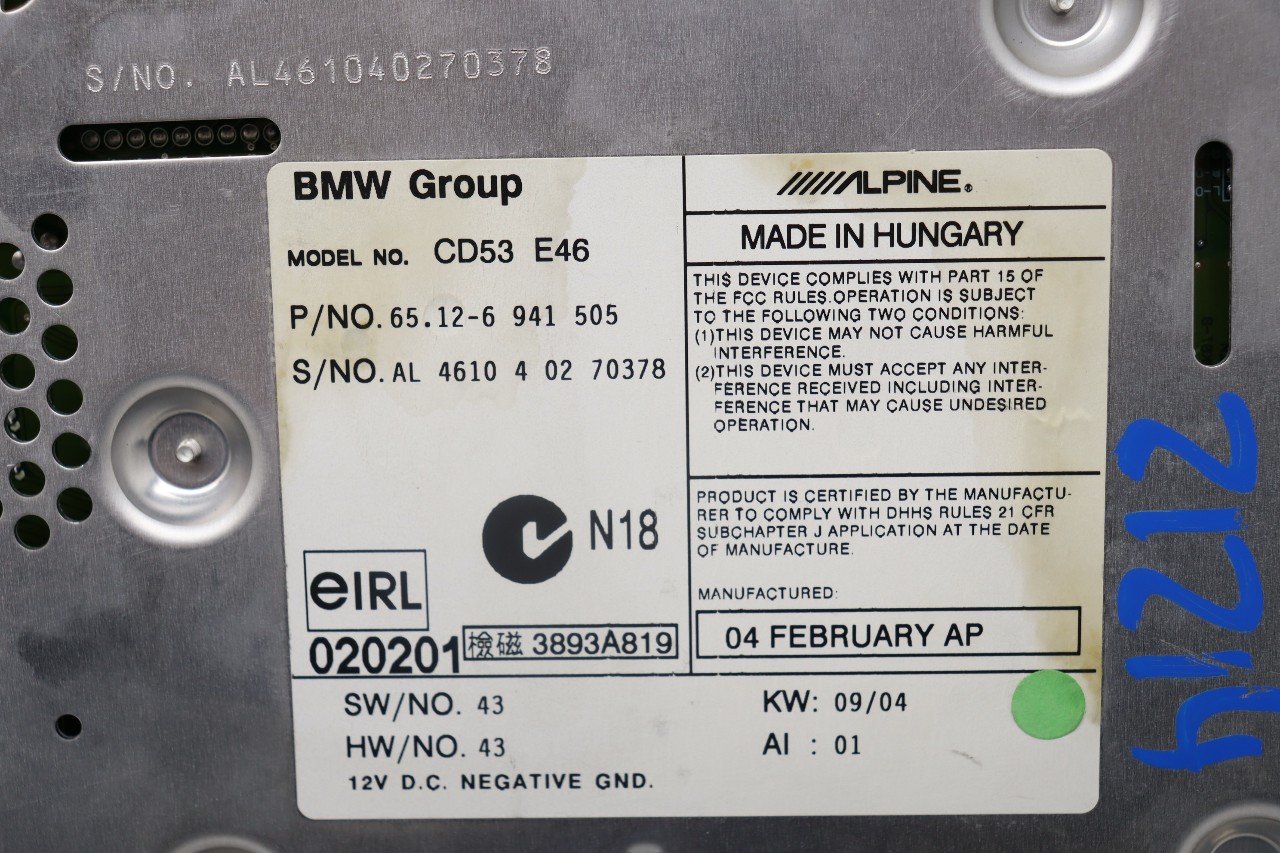 S/NO. AL461040270378
BMW Group
MODEL NO. CD53 E46
P/NO. 65.12-6 941 505
S/NO. AL 4610 4 02 70378
N18
eIRL
020201
檢磁 3893A819
ALPINE®
MADE IN HUNGARY
THIS DEVICE COMPLIES WITH PART 15 OF
THE FCC RULES.OPERATION IS SUBJECT
TO THE FOLLOWING TWO CONDITIONS:
(1)THIS DEVICE MAY NOT CAUSE HARMFUL
INTERFERENCE.
(2)THIS DEVICE MUST ACCEPT ANY INTER-
FERENCE RECEIVED INCLUDING INTER-
FERENCE THAT MAY CAUSE UNDESIRED
OPERATION.
PRODUCT IS CERTIFIED BY THE MANUFACTU-
RER TO COMPLY WITH DHHS RULES 21 CFR
SUBCHAPTER J APPLICATION AT THE DATE
OF MANUFACTURE.
MANUFACTURED:
04 FEBRUARY AP
SW/NO. 43
HW/NO. 43
12V D.C. NEGATIVE GND.
KW: 09/04
AI : 01